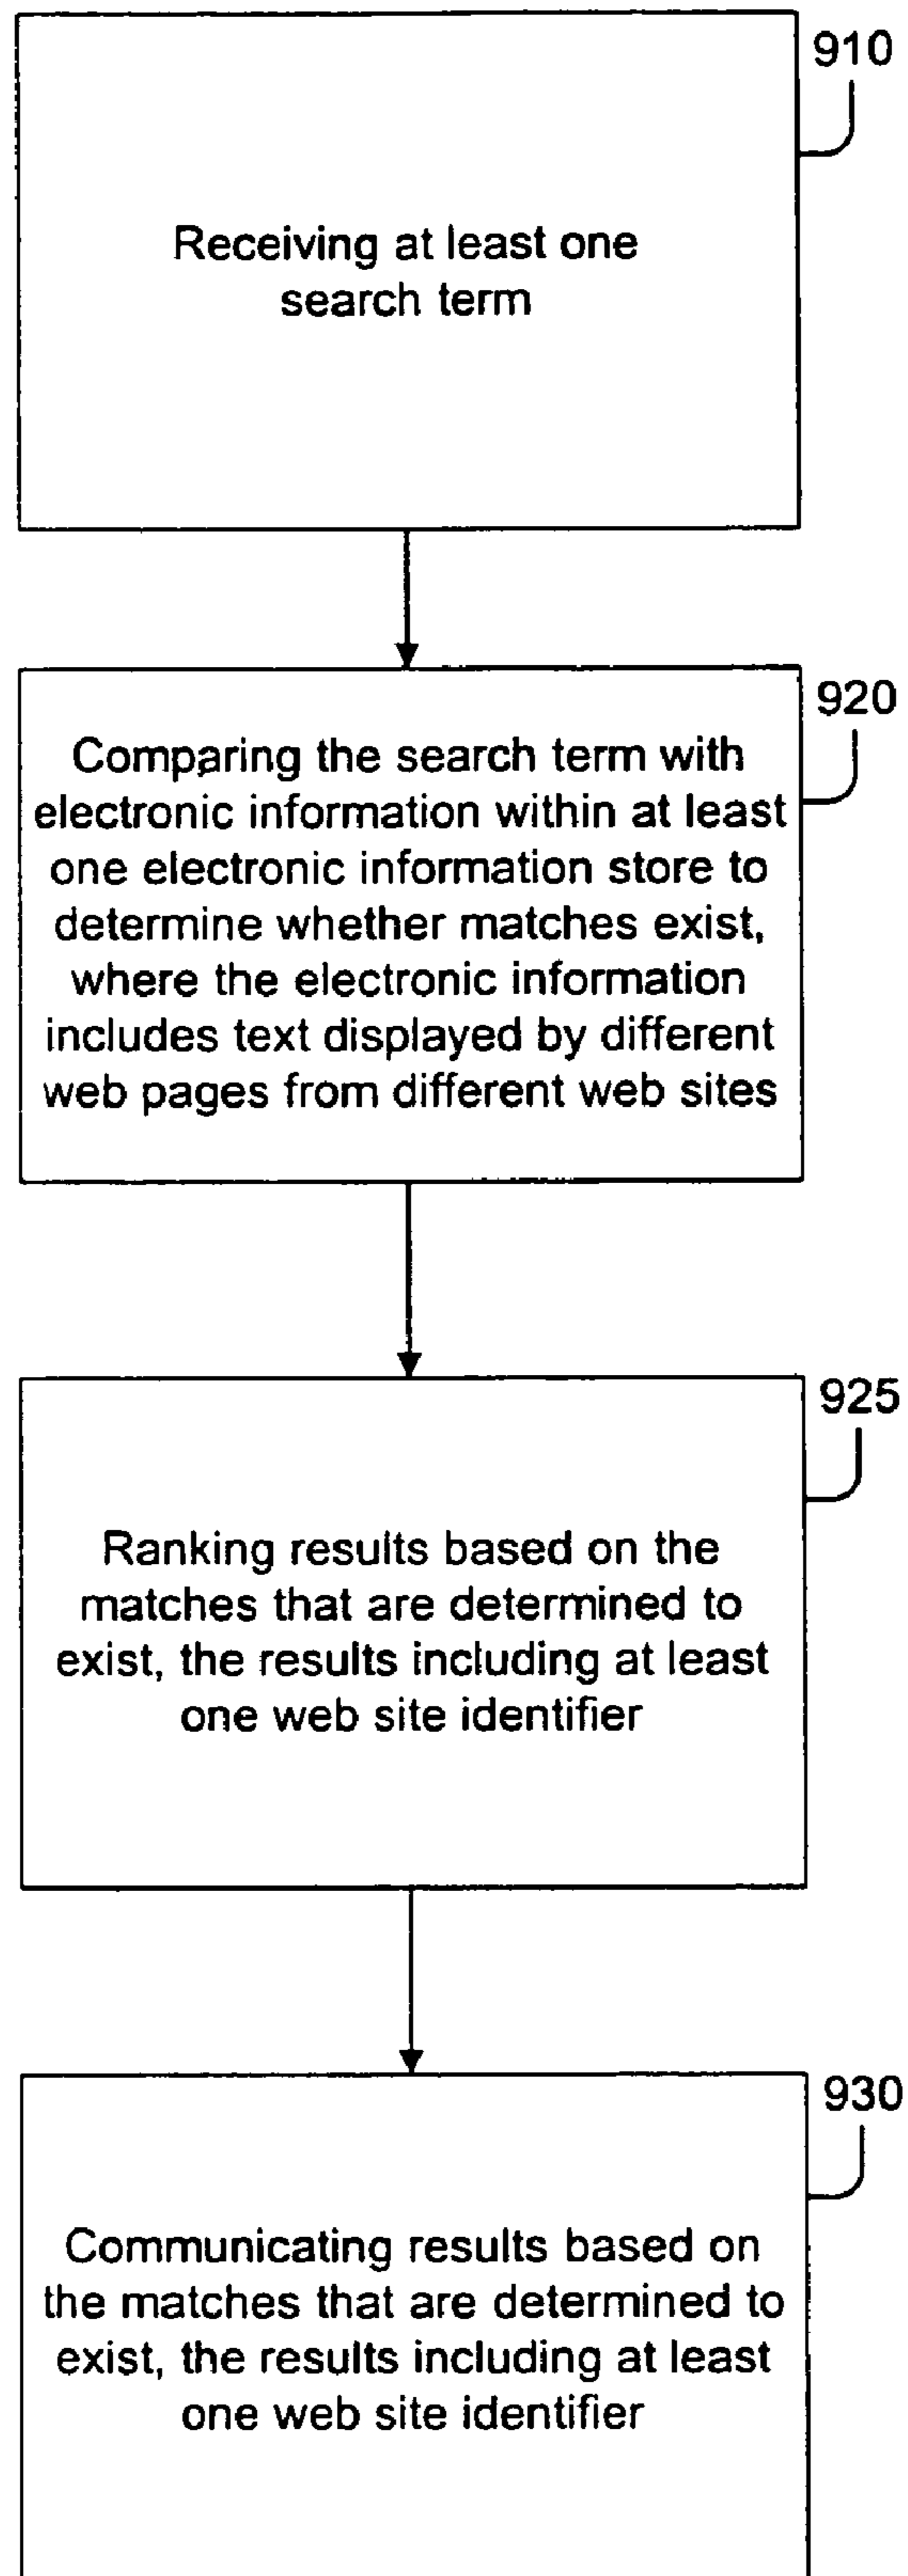 910
Receiving at least one
search term
920
Comparing the search term with
electronic information within at least
one electronic information store to
determine whether matches exist,
where the electronic information
includes text displayed by different
web pages from different web sites
925
Ranking results based on the
matches that are determined to
exist, the results including at least
one web site identifier
930
Communicating results based on
the matches that are determined to
exist, the results including at least
one web site identifier